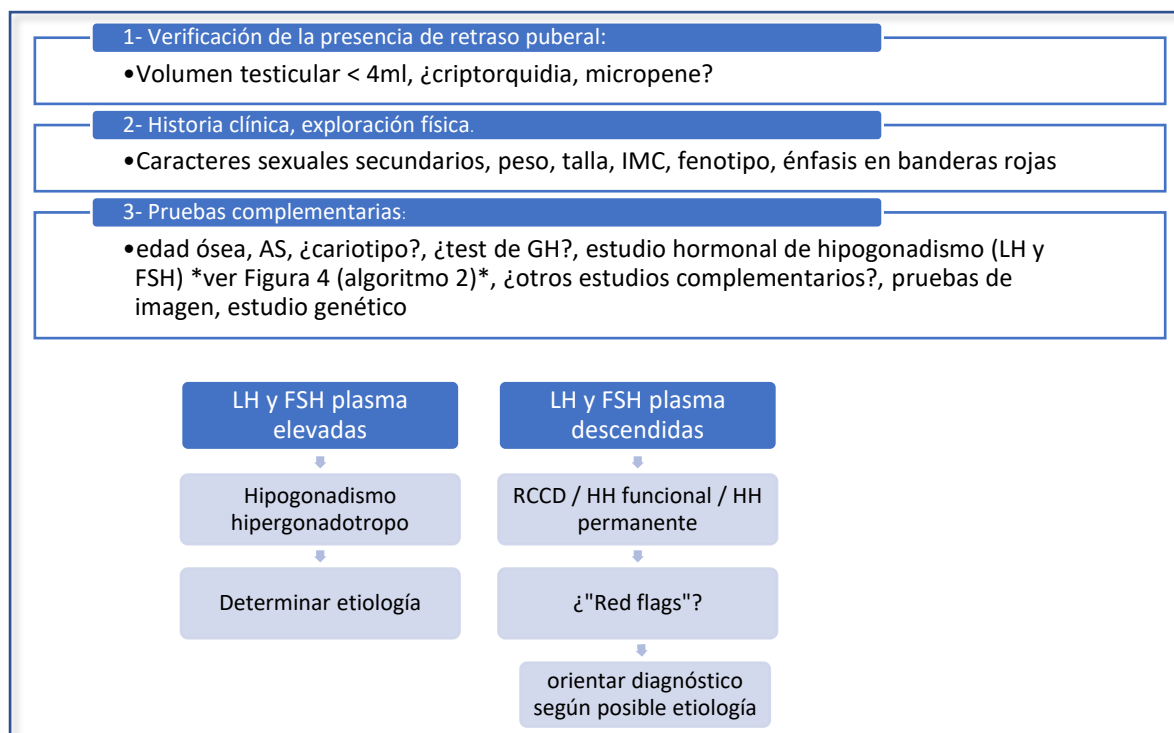 1- Verificación de la presencia de retraso puberal:
•Volumen testicular < 4ml, ¿criptorquidia, micropene?
2- Historia clínica, exploración física.
•Caracteres sexuales secundarios, peso, talla, IMC, fenotipo, énfasis en banderas rojas
3- Pruebas complementarias:
•edad ósea, AS, ¿cariotipo?, ¿test de GH?, estudio hormonal de hipogonadismo (LH y
FSH) *ver Figura 4 (algoritmo 2)*, ¿otros estudios complementarios?, pruebas de
imagen, estudio genético
LH y FSH plasma
elevadas
Hipogonadismo
hipergonadotropo
Determinar etiología
LH y FSH plasma
descendidas
RCCD / HH funcional / HH
permanente
¿"Red flags"?
orientar diagnóstico
según posible etiología